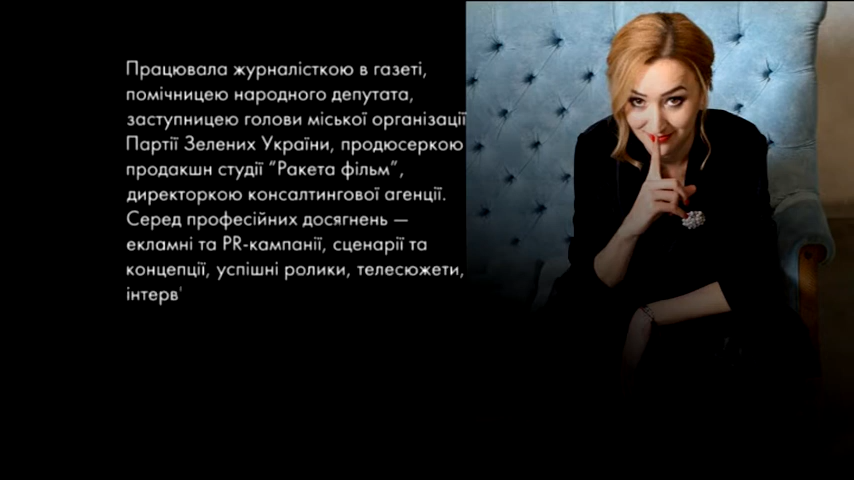 Працювала журналісткою в газеті,
помічницею народного депутата,
заступницею голови міської організації
Партії Зелених України, продюсеркою
продакшн студії “Ракета фільм”,
директоркою консалтингової агенції.
Серед професійних досягнень —
екламні та PR-кампанії, сценарії та
концепції, успішні ролики, телесюжети,
інтерв'